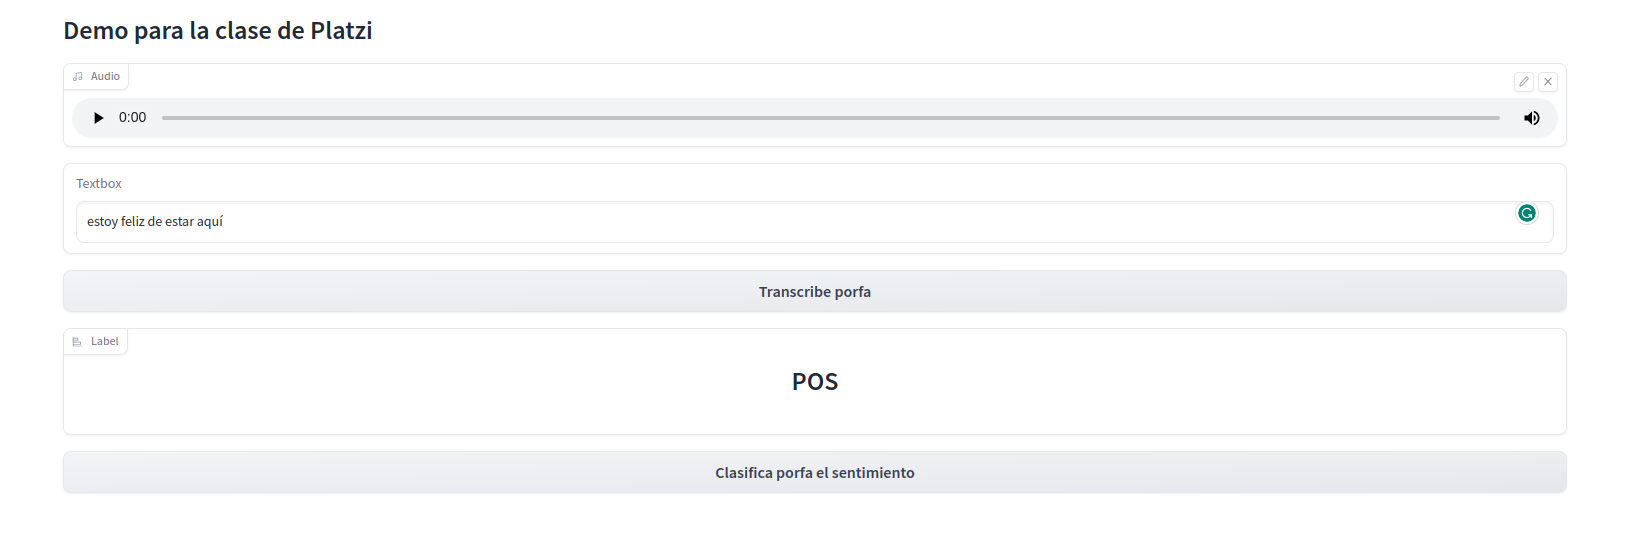 Demo para la clase de Platzi
Audio
0:00
Textbox
estoy feliz de estar aquí
Transcribe porfa
Label
POS
Clasifica porfa el sentimiento